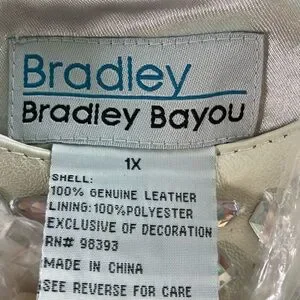 Bradley
Bradley Bayou
1X
SHELL:
100% GENUINE LEATHER
LINING:100%POLYESTER
EXCLUSIVE OF DECORATION
RN# 98393
MADE IN CHINA
SEE REVERSE FOR CARE